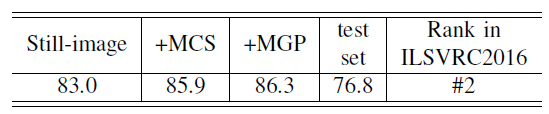 Still-image +MCS +MGP test set Rank in ILSVRC2016
83.0 85.9 86.3 76.8 #2